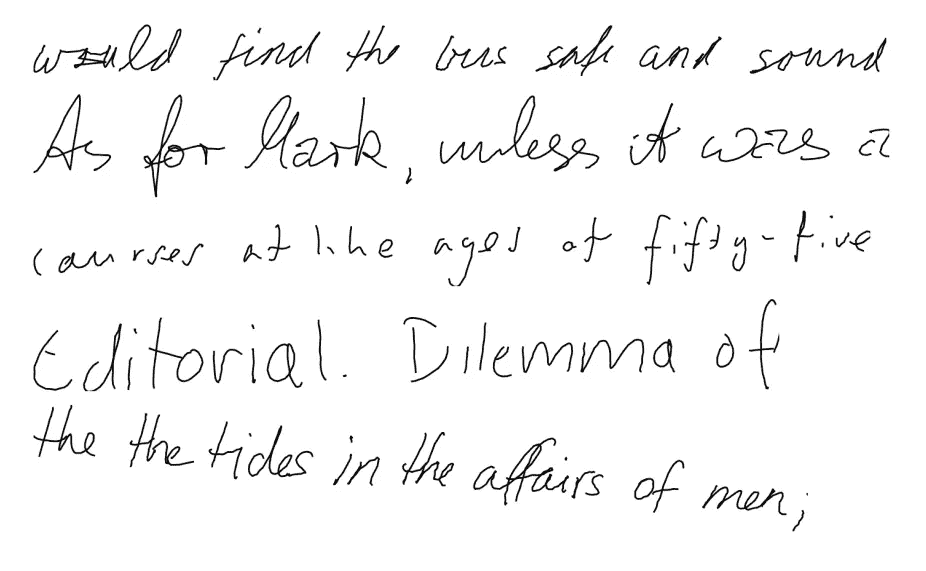 would find the bus safe and sound
As for Mark, unless it was a
courses at the ages of fifty-five
Editorial. Dilemma of
the the tides in the affairs of men;